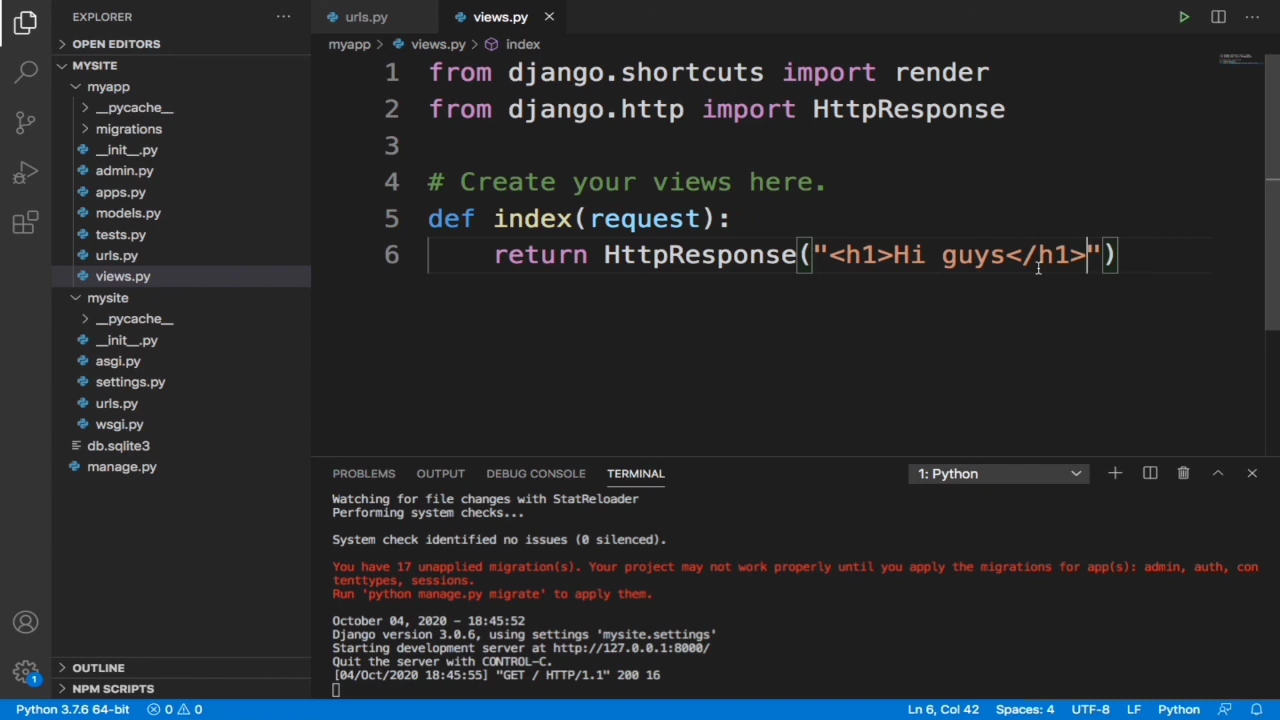 EXPLORER
OPEN EDITORS
MYSITE
myapp
__pycache__
migrations
__init__.py
admin.py
apps.py
models.py
tests.py
urls.py
views.py
mysite
__pycache__
__init__.py
asgi.py
settings.py
urls.py
wsgi.py
db.sqlite3
manage.py
OUTLINE
NPM SCRIPTS
1
urls.py views.py
myapp > views.py > index
1 from django.shortcuts import render
2 from django.http import HttpResponse
3
4 # Create your views here.
5 def index(request):
6 return HttpResponse("<h1>Hi guys</h1>")
PROBLEMS OUTPUT DEBUG CONSOLE TERMINAL 1: Python
Watching for file changes with StatReloader
Performing system checks...
System check identified no issues (0 silenced).
You have 17 unapplied migration(s). Your project may not work properly until you apply the migrations for app(s): admin, auth, con
tenttypes, sessions.
Run 'python manage.py migrate' to apply them.
October 04, 2020 - 18:45:52
Django version 3.0.6, using settings 'mysite.settings'
Starting development server at http://127.0.0.1:8000/
Quit the server with CONTROL-C.
[04/Oct/2020 18:45:55] "GET / HTTP/1.1" 200 16
Python 3.7.6 64-bit 0 0 Ln 6, Col 42 Spaces: 4 UTF-8 LF Python